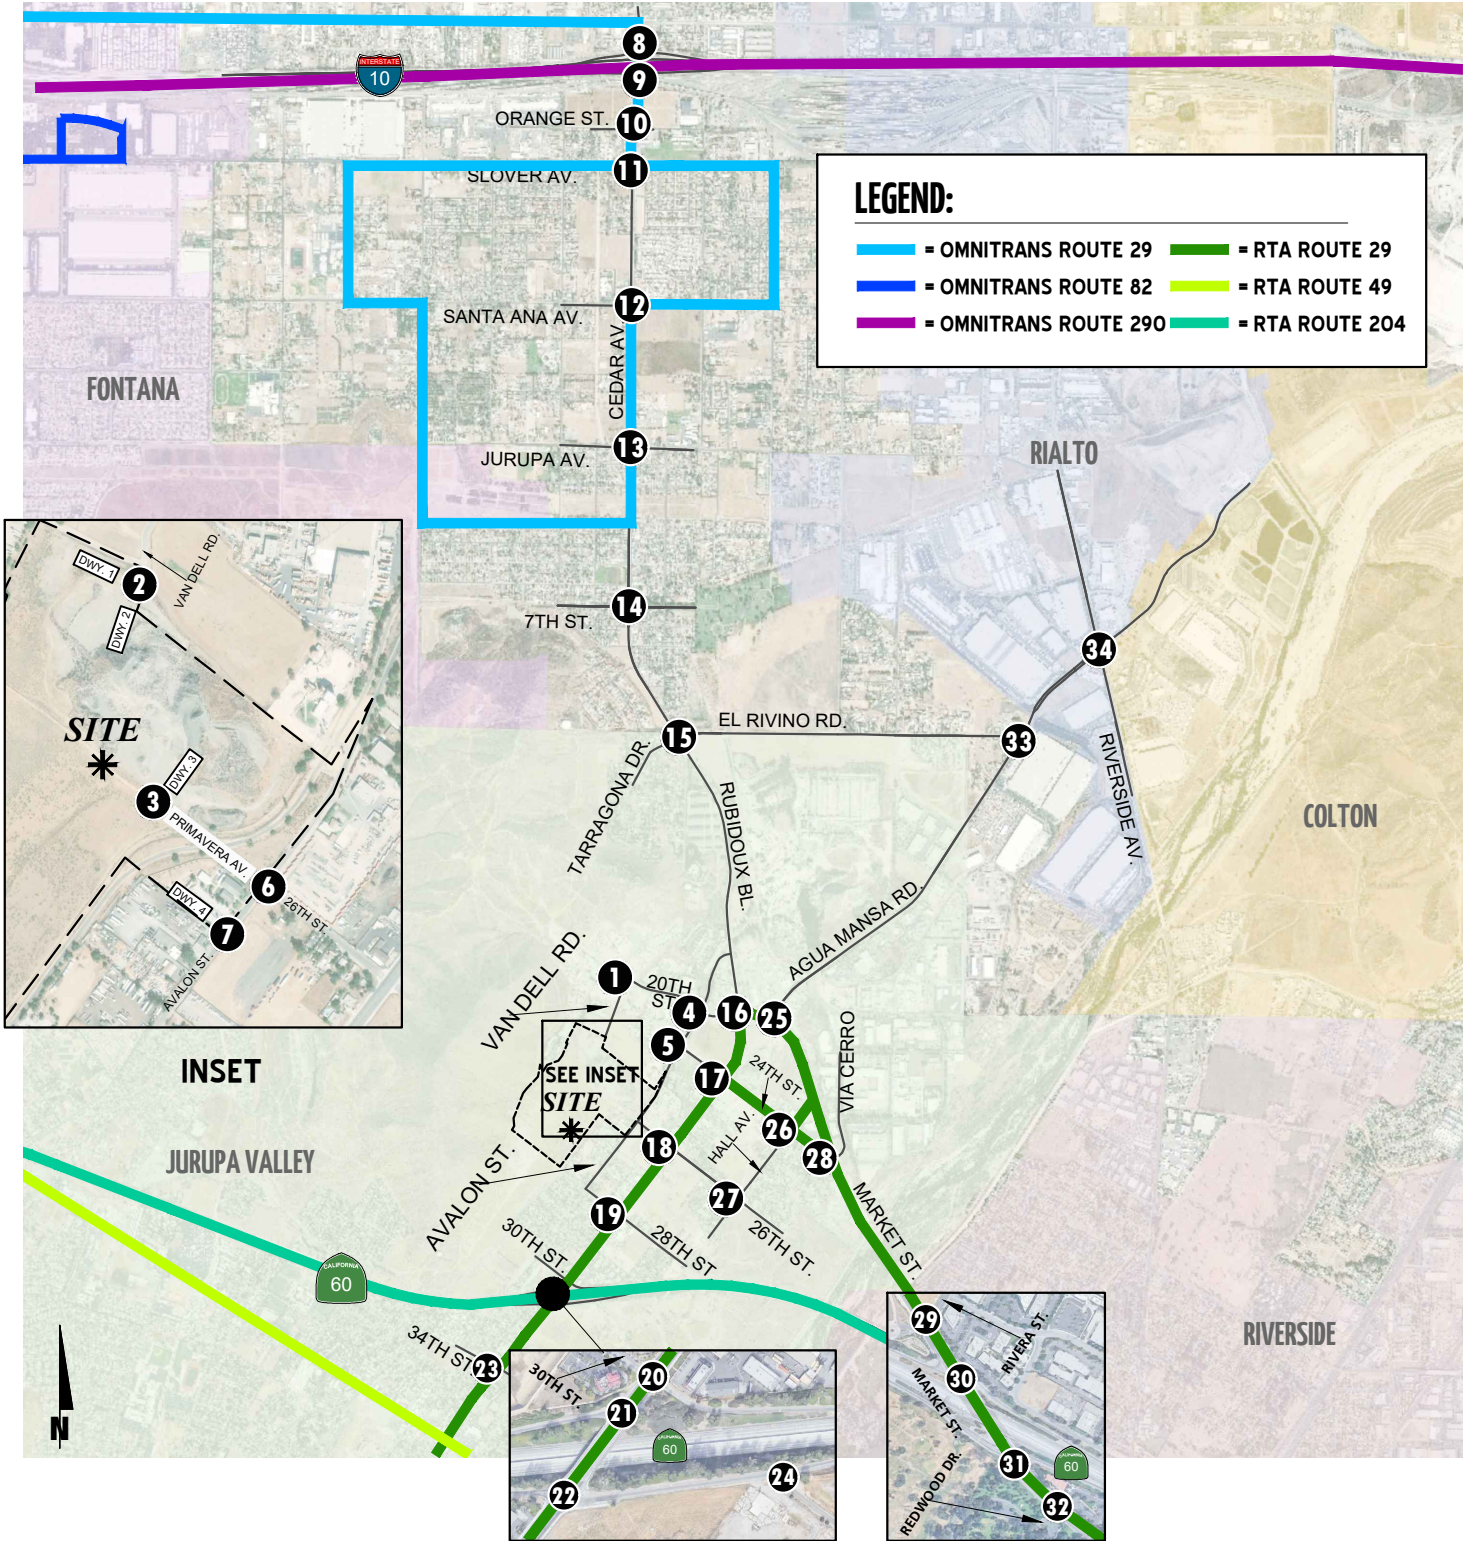 8
INTERSTATE
10
9
ORANGE ST.
10
11
SLOVER AV.
LEGEND:
= OMNITRANS ROUTE 29
= RTA ROUTE 29
= OMNITRANS ROUTE 82
= RTA ROUTE 49
= OMNITRANS ROUTE 290
= RTA ROUTE 204
12
SANTA ANA AV.
CEDAR AV.
FONTANA
13
JURUPA AV.
RIALTO
DWY. 1
2
VAN DELL RD.
DWY. 2
14
7TH ST.
34
SITE
DWY. 3
3
PRIMAVERA AV.
6
DWY. 4
26TH ST.
7
AVALON ST.
INSET
15
EL RIVINO RD.
33
TARRAGONA DR.
RUBIDOUX BL.
RIVERSIDE AV.
COLTON
AGUA MANSA RD.
VAN DELL RD.
1
20TH
ST.
4
16
25
5
VIA CERRO
SEE INSET
SITE
17
24TH ST.
26
HALL AV.
28
18
JURUPA VALLEY
AVALON ST.
27
19
MARKET ST.
30TH ST.
28TH ST.
26TH ST.
CALIFORNIA
60
34TH ST.
23
RIVERSIDE
N
30TH ST.
20
21
CALIFORNIA
60
22
24
29
RIVERA ST.
30
MARKET ST.
31
CALIFORNIA
60
REDWOOD DR.
32